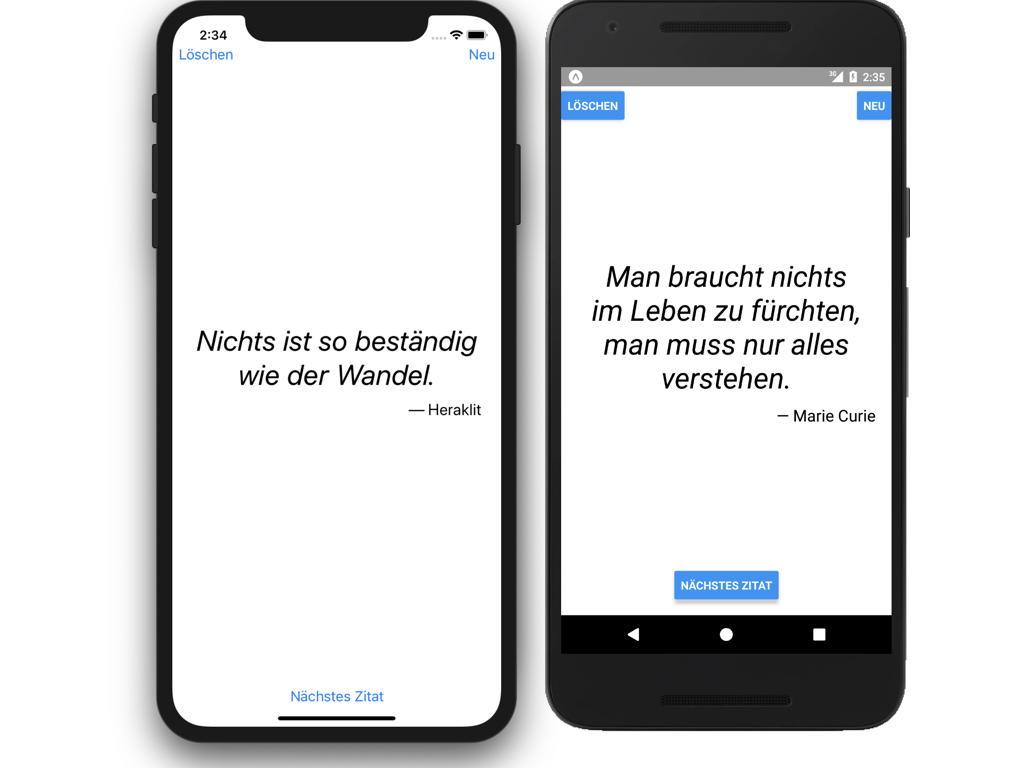 2:34
Löschen Neu
Nichts ist so beständig
wie der Wandel.
— Heraklit
Nächstes Zitat
3G 2:35
LÖSCHEN NEU
Man braucht nichts
im Leben zu fürchten,
man muss nur alles
verstehen.
— Marie Curie
NÄCHSTES ZITAT